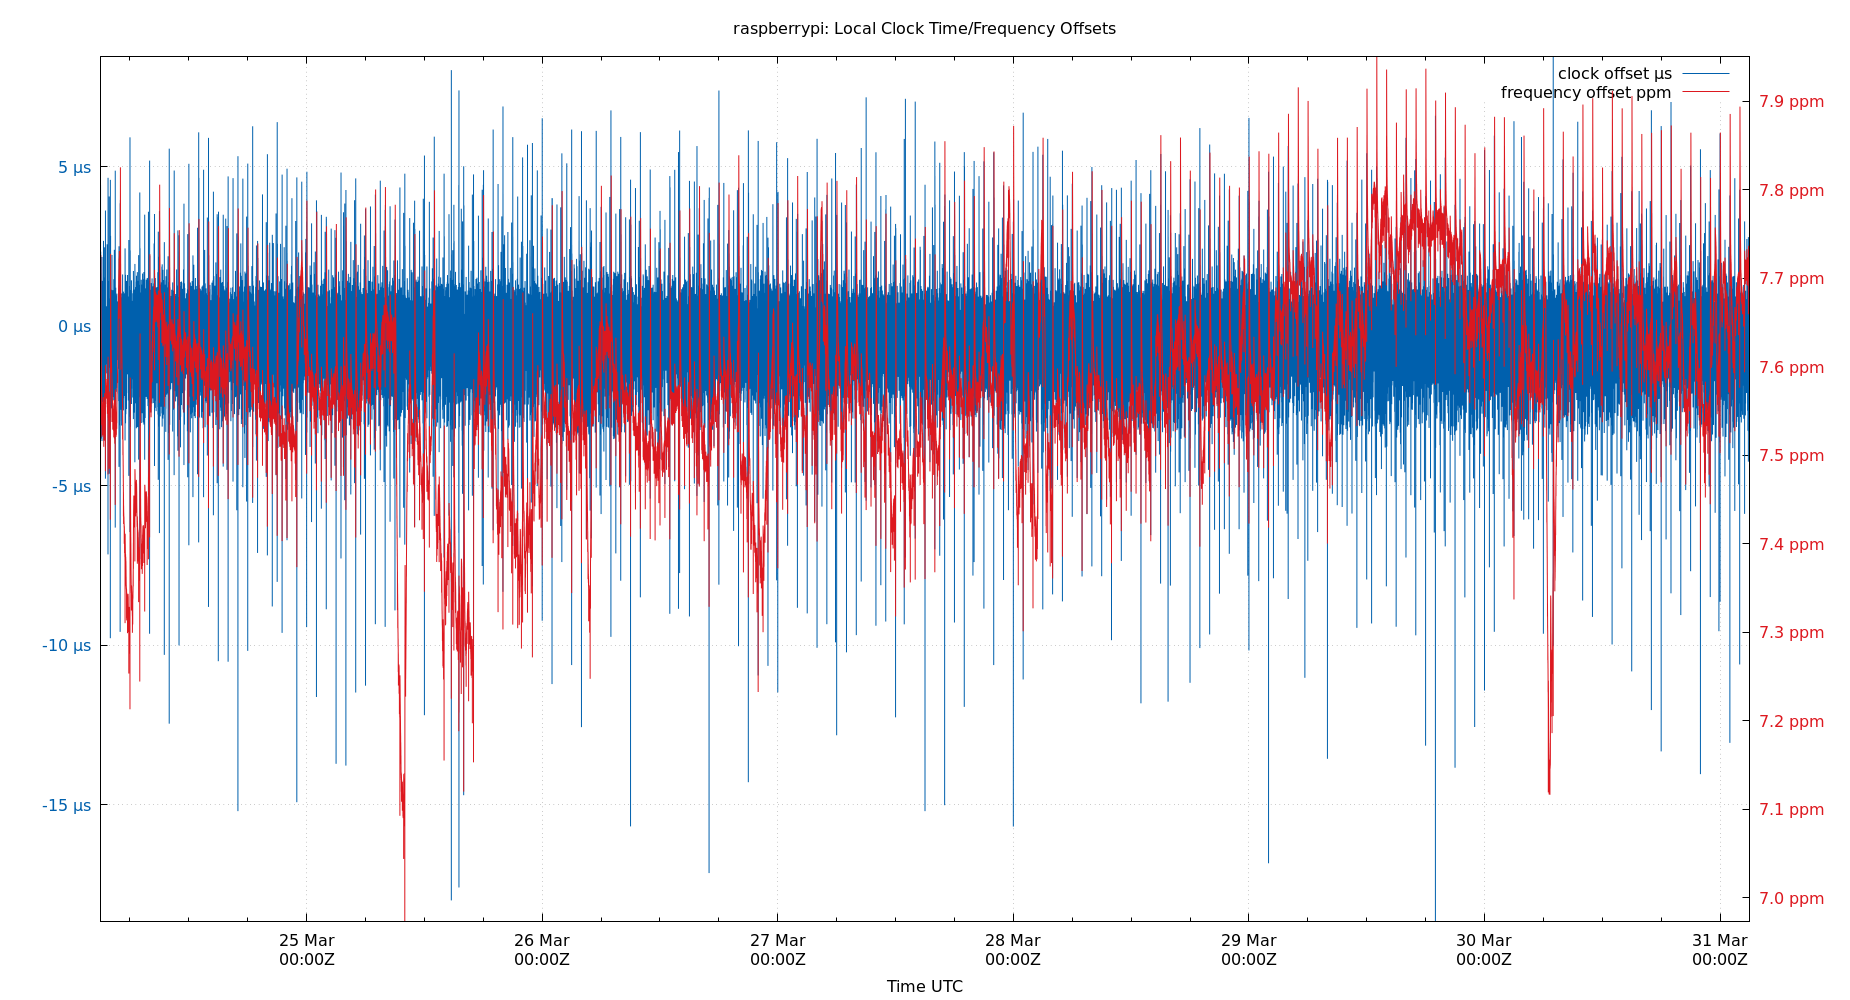 raspberrypi: Local Clock Time/Frequency Offsets
clock offset µs
frequency offset ppm
5 µs
0 µs
-5 µs
-10 µs
-15 µs
7.9 ppm
7.8 ppm
7.7 ppm
7.6 ppm
7.5 ppm
7.4 ppm
7.3 ppm
7.2 ppm
7.1 ppm
7.0 ppm
25 Mar
00:00Z
26 Mar
00:00Z
27 Mar
00:00Z
28 Mar
00:00Z
29 Mar
00:00Z
30 Mar
00:00Z
31 Mar
00:00Z
Time UTC